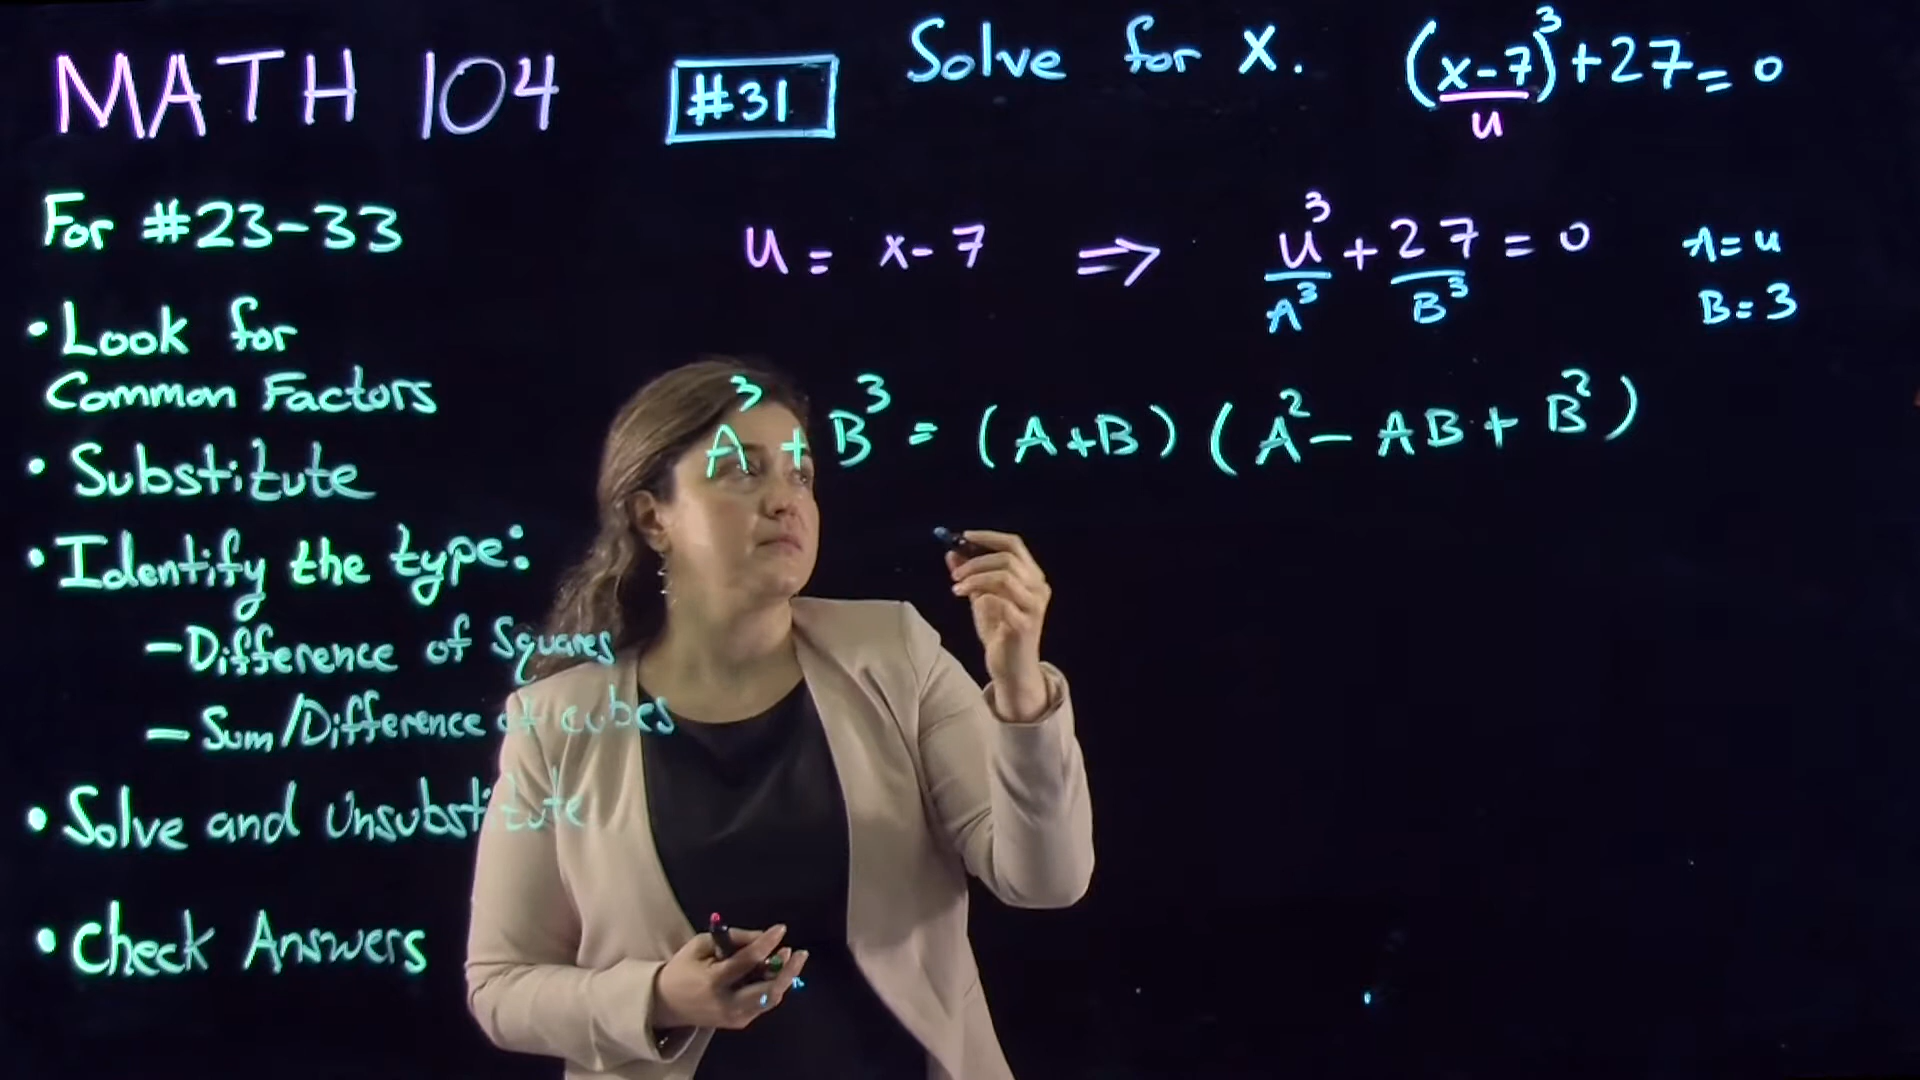 MATH 104
#31
Solve for x. (x-7)³+27=0
u
For #23-33
• Look for
Common Factors
• Substitute
• Identify the type:
- Difference of Squares
- Sum/Difference of cubes
• Solve and Unsubstitute
• Check Answers
u = x-7 ⇒ u³+27=0
A³ B³
A=u
B=3
A³+B³=(A+B)(A²-AB+B²)